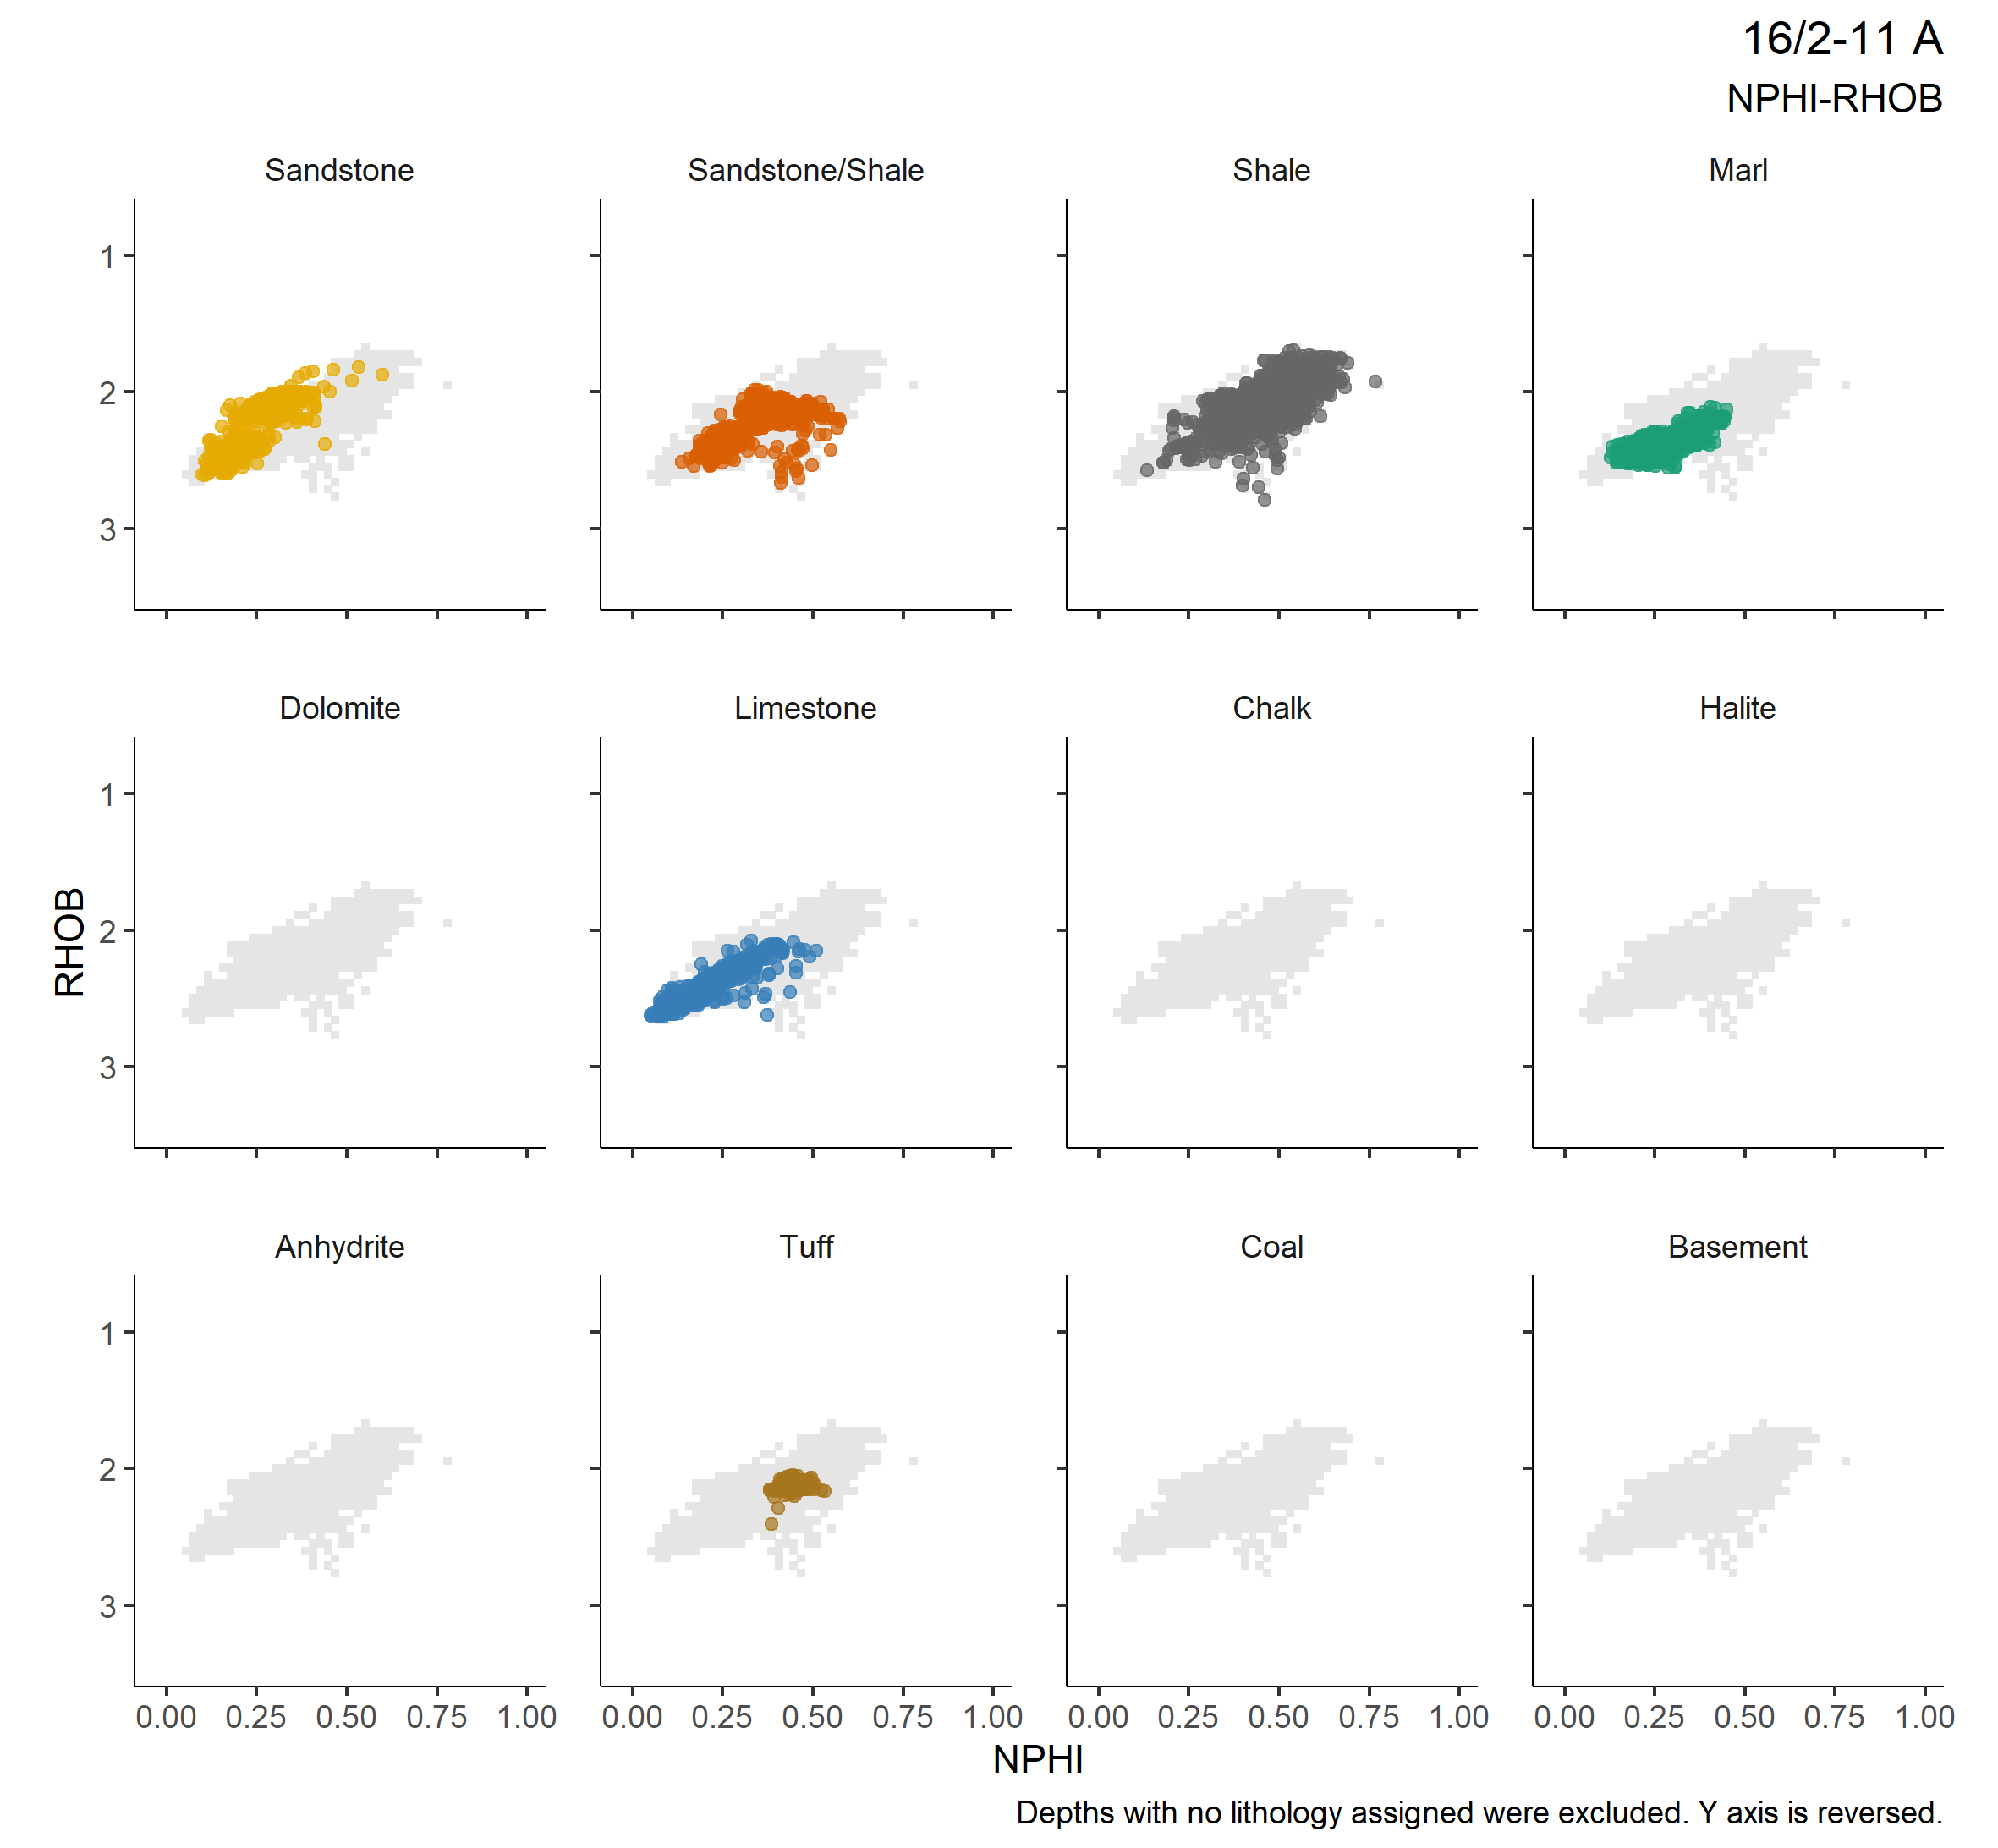 16/2-11 A
NPHI-RHOB
Sandstone Sandstone/Shale Shale Marl
1
2
3
Dolomite Limestone Chalk Halite
1
2
3
RHOB
Anhydrite Tuff Coal Basement
1
2
3
0.00 0.25 0.50 0.75 1.00 0.00 0.25 0.50 0.75 1.00 0.00 0.25 0.50 0.75 1.00 0.00 0.25 0.50 0.75 1.00
NPHI
Depths with no lithology assigned were excluded. Y axis is reversed.